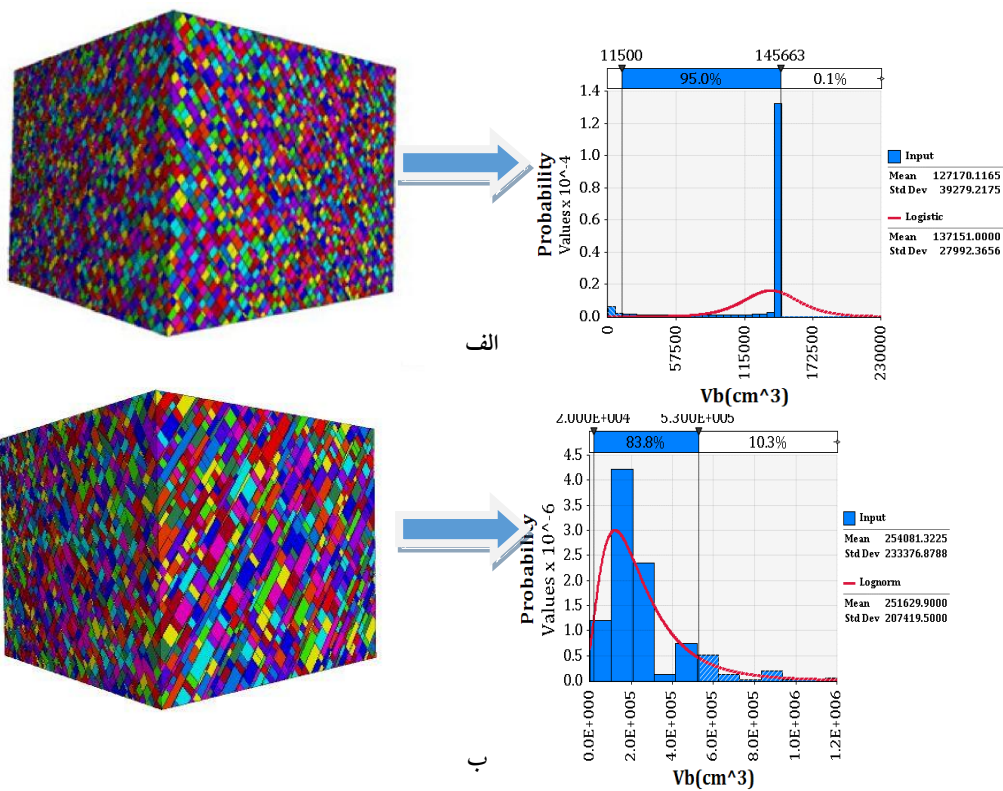 11500 145663
95.0% 0.1%
1.4
1.2
1.0
0.8
0.6
0.4
0.2
0.0
Probability
Values x 10^-4
0 57500 115000 172500 230000
Vb(cm^3)
Input
Mean 127170.1165
Std Dev 39279.2175
Logistic
Mean 137151.0000
Std Dev 27992.3656
الف
2.000E+004 5.300E+005
83.8% 10.3%
4.5
4.0
3.5
3.0
2.5
2.0
1.5
1.0
0.5
0.0
Probability
Values x 10^-6
0.0E+000 2.0E+005 4.0E+005 6.0E+005 8.0E+005 1.0E+006 1.2E+006
Vb(cm^3)
Input
Mean 254081.3225
Std Dev 233376.8788
Lognorm
Mean 251629.9000
Std Dev 207419.5000
ب